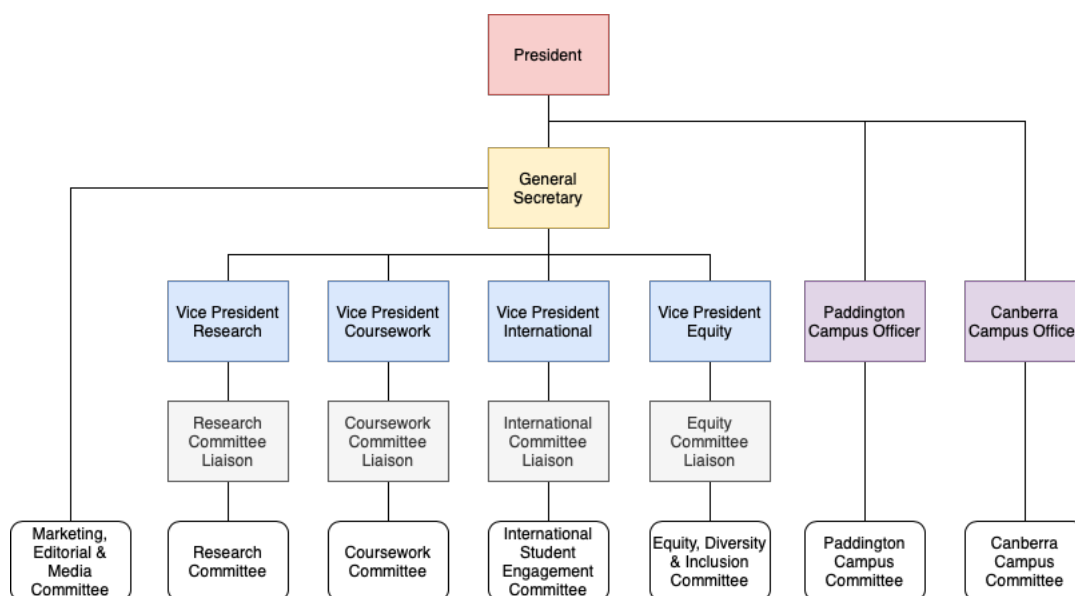 President
General
Secretary
Vice President
Research
Vice President
Coursework
Vice President
International
Vice President
Equity
Paddington
Campus Officer
Canberra
Campus Office
Research
Committee
Liaison
Coursework
Committee
Liaison
International
Committee
Liaison
Equity
Committee
Liaison
Marketing,
Editorial &
Media
Committee
Research
Committee
Coursework
Committee
International
Student
Engagement
Committee
Equity, Diversity
& Inclusion
Committee
Paddington
Campus
Committee
Canberra
Campus
Committee